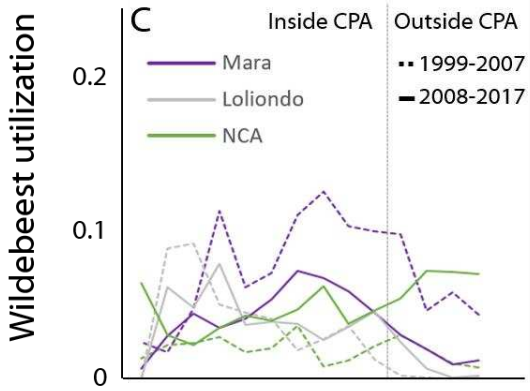 C
Inside CPA
Outside CPA
Mara
Loliondo
NCA
1999-2007
2008-2017
Wildebeest utilization
0.2
0.1
0